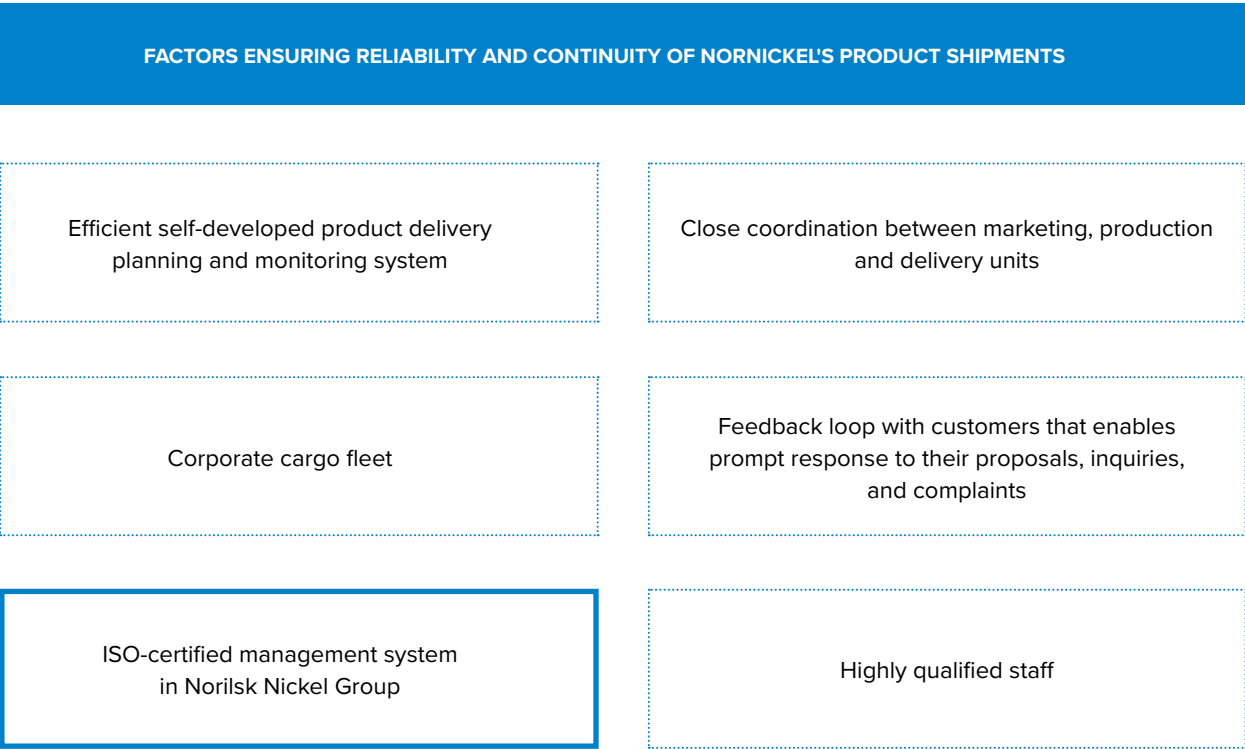 FACTORS ENSURING RELIABILITY AND CONTINUITY OF NORNICKEL'S PRODUCT SHIPMENTS
Efficient self-developed product delivery
planning and monitoring system
Close coordination between marketing, production
and delivery units
Corporate cargo fleet
Feedback loop with customers that enables
prompt response to their proposals, inquiries,
and complaints
ISO-certified management system
in Norilsk Nickel Group
Highly qualified staff